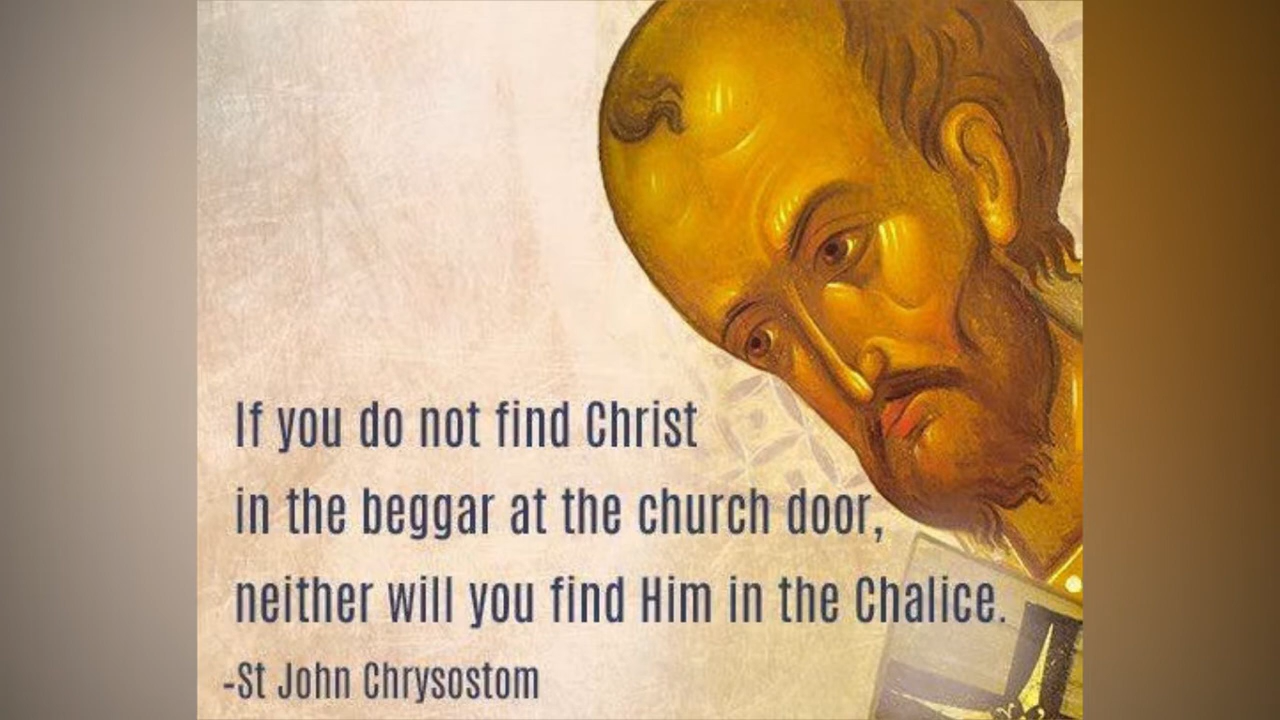 If you do not find Christ
in the beggar at the church door,
neither will you find Him in the Chalice.
-St John Chrysostom